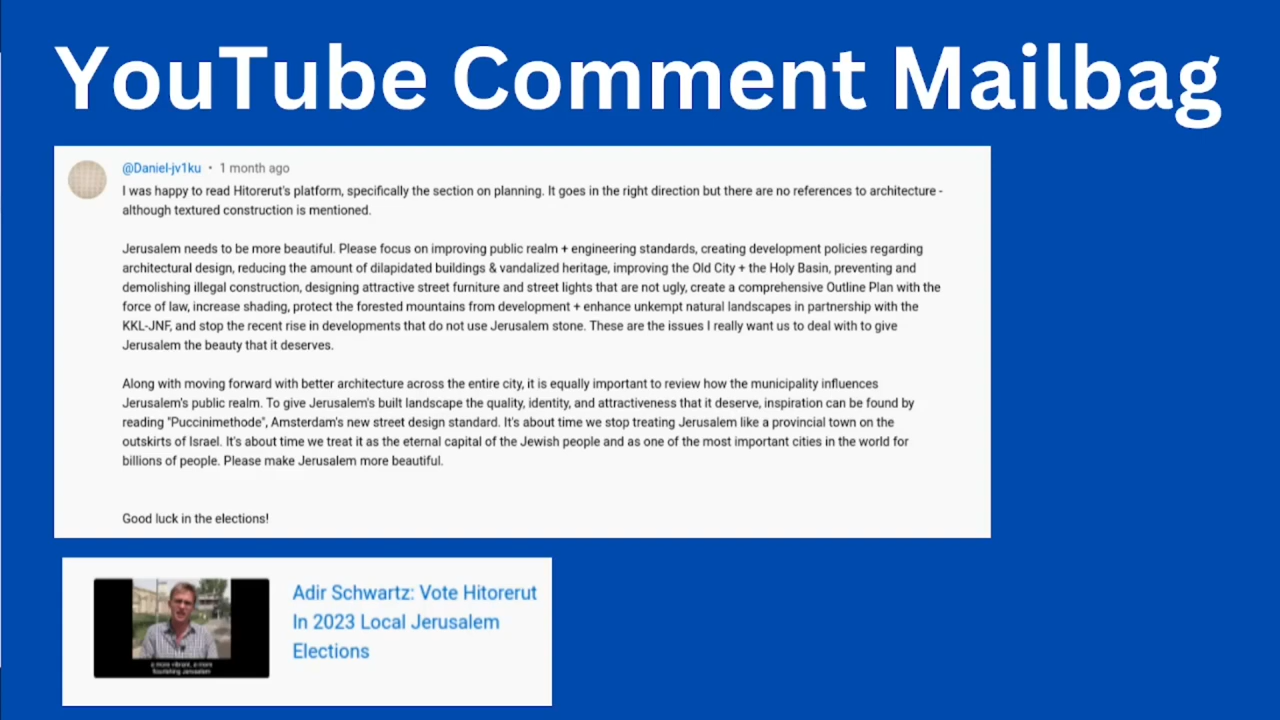 YouTube Comment Mailbag
@Daniel-jv1ku • 1 month ago
I was happy to read Hitorerut's platform, specifically the section on planning. It goes in the right direction but there are no references to architecture -
although textured construction is mentioned.
Jerusalem needs to be more beautiful. Please focus on improving public realm + engineering standards, creating development policies regarding
architectural design, reducing the amount of dilapidated buildings & vandalized heritage, improving the Old City + the Holy Basin, preventing and
demolishing illegal construction, designing attractive street furniture and street lights that are not ugly, create a comprehensive Outline Plan with the
force of law, increase shading, protect the forested mountains from development + enhance unkempt natural landscapes in partnership with the
KKL-JNF, and stop the recent rise in developments that do not use Jerusalem stone. These are the issues I really want us to deal with to give
Jerusalem the beauty that it deserves.
Along with moving forward with better architecture across the entire city, it is equally important to review how the municipality influences
Jerusalem's public realm. To give Jerusalem's built landscape the quality, identity, and attractiveness that it deserve, inspiration can be found by
reading "Puccinimethode", Amsterdam's new street design standard. It's about time we stop treating Jerusalem like a provincial town on the
outskirts of Israel. It's about time we treat it as the eternal capital of the Jewish people and as one of the most important cities in the world for
billions of people. Please make Jerusalem more beautiful.
Good luck in the elections!
Adir Schwartz: Vote Hitorerut
In 2023 Local Jerusalem
Elections
a more vibrant, a more
flourishing Jerusalem